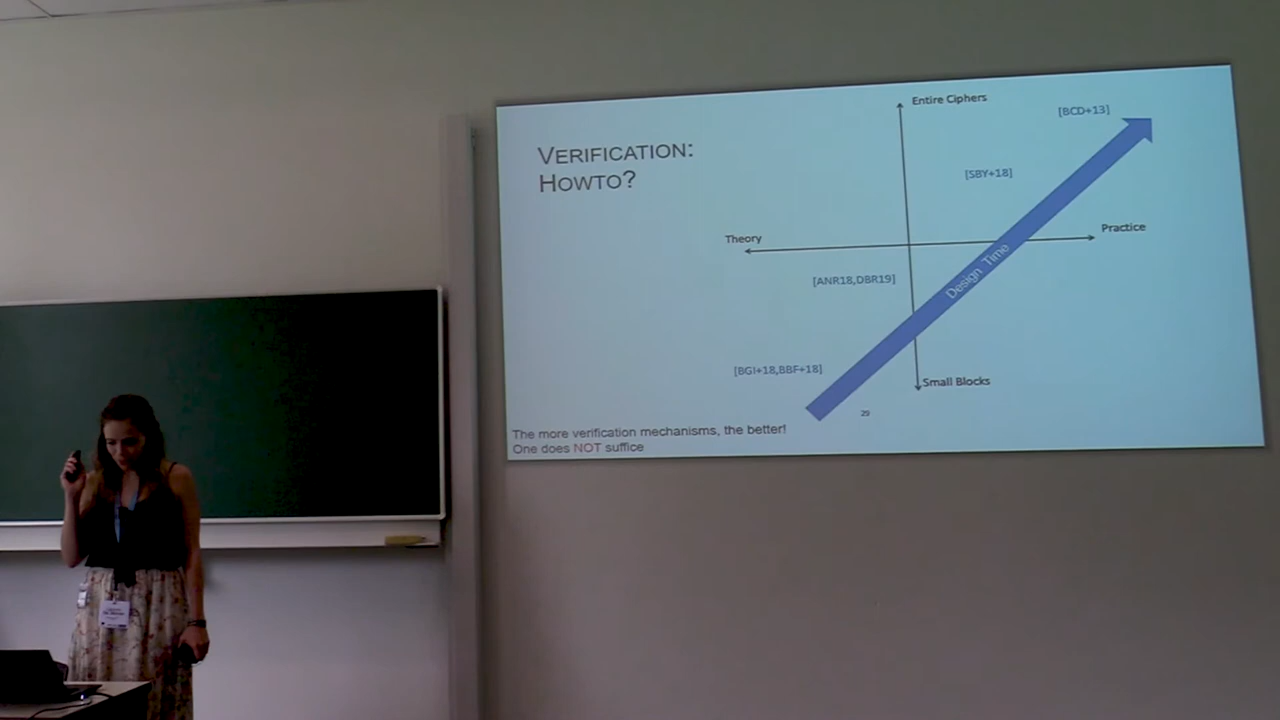 VERIFICATION:
HOWTO?
Entire Ciphers
[BCD+13]
[SBY+18]
Theory
Practice
[ANR18,DBR19]
Design Time
[BGI+18,BBF+18]
Small Blocks
29
The more verification mechanisms, the better!
One does NOT suffice